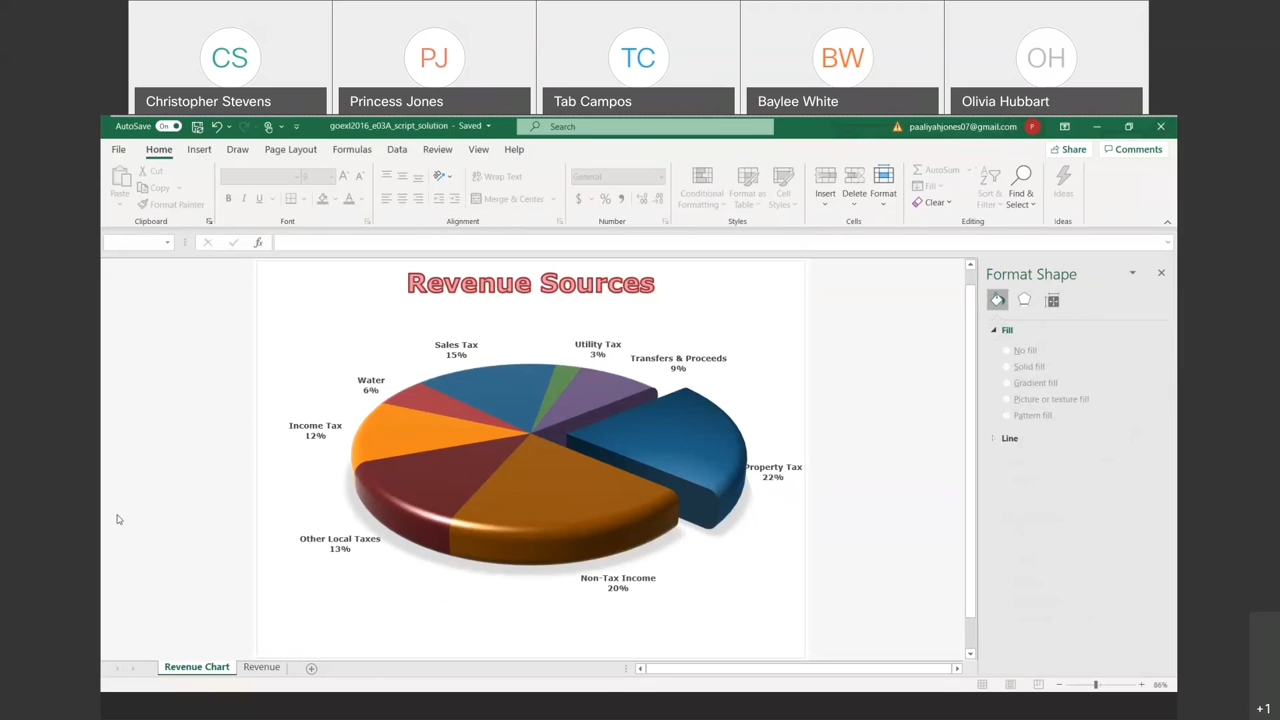 CS
PJ
TC
BW
OH
Christopher Stevens
Princess Jones
Tab Campos
Baylee White
Olivia Hubbart
AutoSave On
goexl2016_e03A_script_solution - Saved
Search
paaliyahjones07@gmail.com
P
File Home Insert Draw Page Layout Formulas Data Review View Help
Share
Comments
Paste
Cut
Copy
Format Painter
B I U
A A
Wrap Text
Merge & Center
General
$ % ,
Conditional Formatting
Format as Table
Cell Styles
Insert
Delete
Format
AutoSum
Fill
Clear
Sort & Filter
Find & Select
Ideas
Clipboard
Font
Alignment
Number
Styles
Cells
Editing
Ideas
fx
Revenue Sources
Sales Tax
15%
Utility Tax
3%
Transfers & Proceeds
9%
Water
6%
Income Tax
12%
Property Tax
22%
Other Local Taxes
13%
Non-Tax Income
20%
Format Shape
Fill
No fill
Solid fill
Gradient fill
Picture or texture fill
Pattern fill
Line
Revenue Chart
Revenue
86%
+1